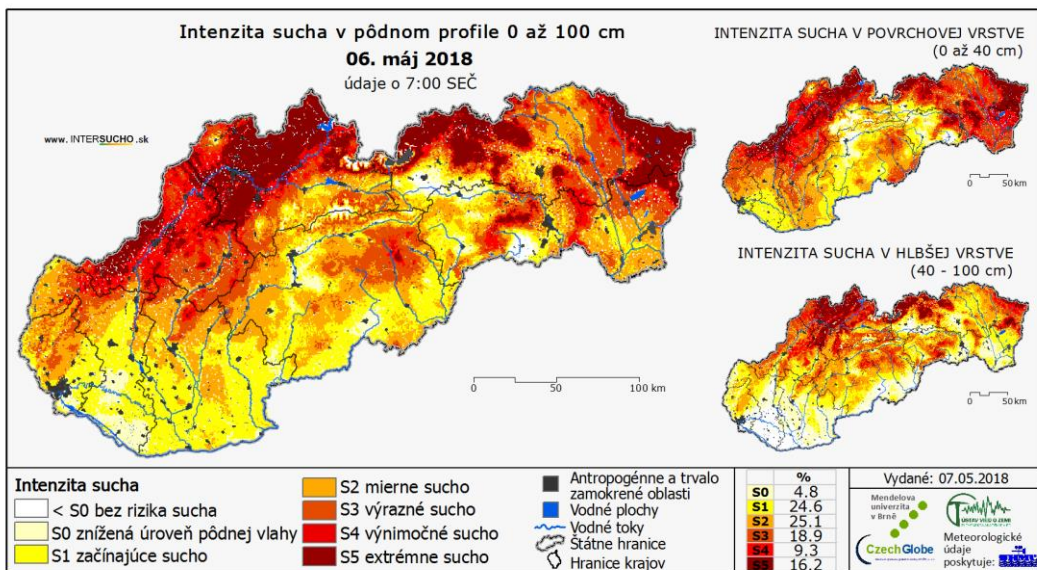 Intenzita sucha v pôdnom profile 0 až 100 cm
06. máj 2018
údaje o 7:00 SEČ
www. INTERSUCHO.sk
0 50 100 km
INTENZITA SUCHA V POVRCHOVEJ VRSTVE
(0 až 40 cm)
0 50 km
INTENZITA SUCHA V HLBŠEJ VRSTVE
(40 - 100 cm)
0 50 km
Intenzita sucha
< S0 bez rizika sucha
S0 znížená úroveň pôdnej vlahy
S1 začínajúce sucho
S2 mierne sucho
S3 výrazné sucho
S4 výnimočné sucho
S5 extrémne sucho
Antropogénne a trvalo
zamokrené oblasti
Vodné plochy
Vodné toky
Štátne hranice
Hranice krajov
%
S0 4.8
S1 24.6
S2 25.1
S3 18.9
S4 9.3
S5 16.2
Vydané: 07.05.2018
Mendelova
univerzita
v Brně
CzechGlobe
Meteorologické
údaje
poskytuje: